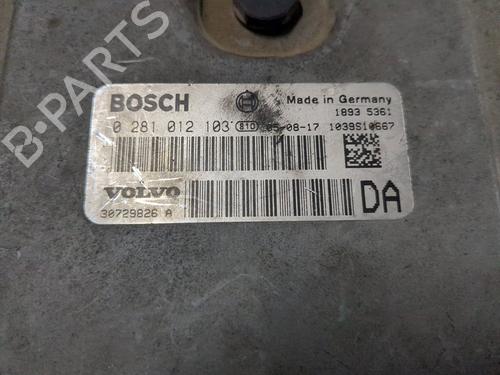 BOSCH Made in Germany
1893 5361
0 281 012 103 810 05-08-17 1039S10667
VOLVO DA
30729826 A
B-PARTS